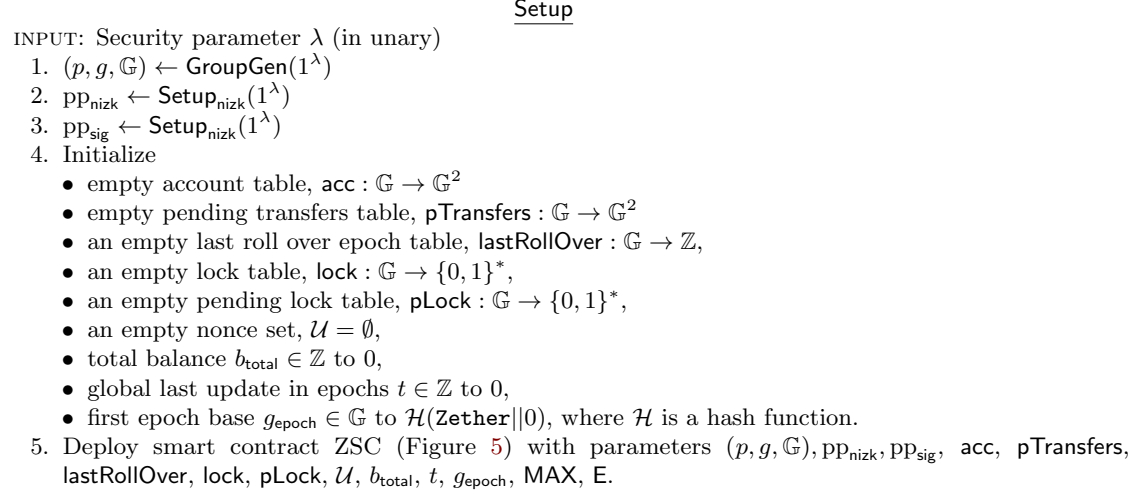 Setup
INPUT: Security parameter λ (in unary)
1. (p, g, 𝔾) ← GroupGen(1^λ)
2. pp_nizk ← Setup_nizk(1^λ)
3. pp_sig ← Setup_nizk(1^λ)
4. Initialize
• empty account table, acc : 𝔾 → 𝔾²
• empty pending transfers table, pTransfers : 𝔾 → 𝔾²
• an empty last roll over epoch table, lastRollOver : 𝔾 → ℤ,
• an empty lock table, lock : 𝔾 → {0, 1}*,
• an empty pending lock table, pLock : 𝔾 → {0, 1}*,
• an empty nonce set, 𝒰 = ∅,
• total balance b_total ∈ ℤ to 0,
• global last update in epochs t ∈ ℤ to 0,
• first epoch base g_epoch ∈ 𝔾 to ℋ(Zether||0), where ℋ is a hash function.
5. Deploy smart contract ZSC (Figure 5) with parameters (p, g, 𝔾), pp_nizk, pp_sig, acc, pTransfers,
lastRollOver, lock, pLock, 𝒰, b_total, t, g_epoch, MAX, E.